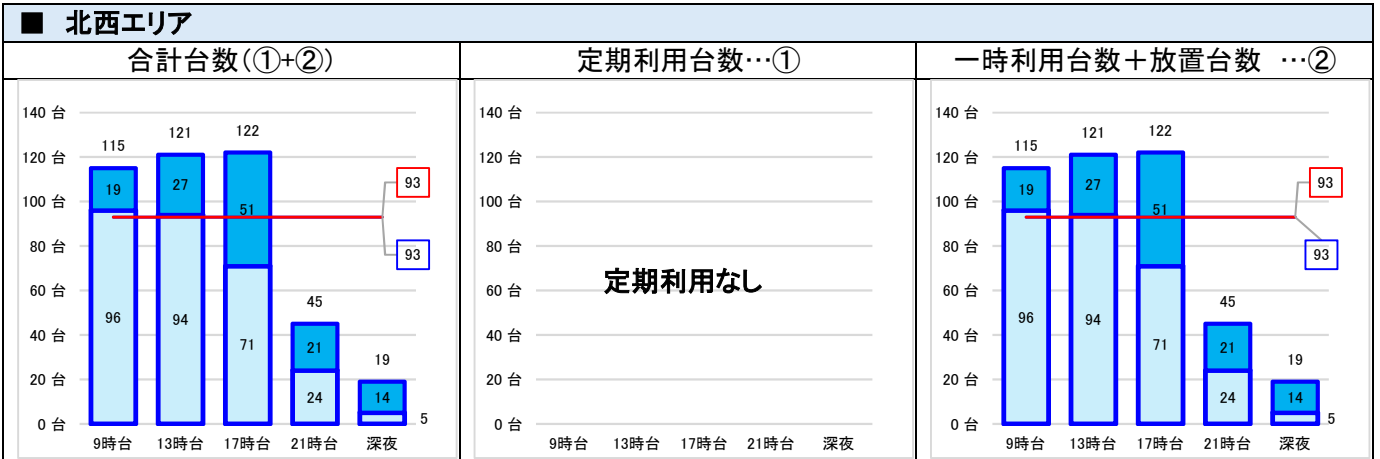 ■ 北西エリア
合計台数(①+②)
定期利用台数…①
一時利用台数＋放置台数 …②
140 台
120 台
100 台
80 台
60 台
40 台
20 台
0 台
115
121
122
45
19
19
27
51
21
14
96
94
71
24
5
93
93
9時台 13時台 17時台 21時台 深夜
140 台
120 台
100 台
80 台
60 台
40 台
20 台
0 台
定期利用なし
9時台 13時台 17時台 21時台 深夜
140 台
120 台
100 台
80 台
60 台
40 台
20 台
0 台
115
121
122
45
19
19
27
51
21
14
96
94
71
24
5
93
93
9時台 13時台 17時台 21時台 深夜